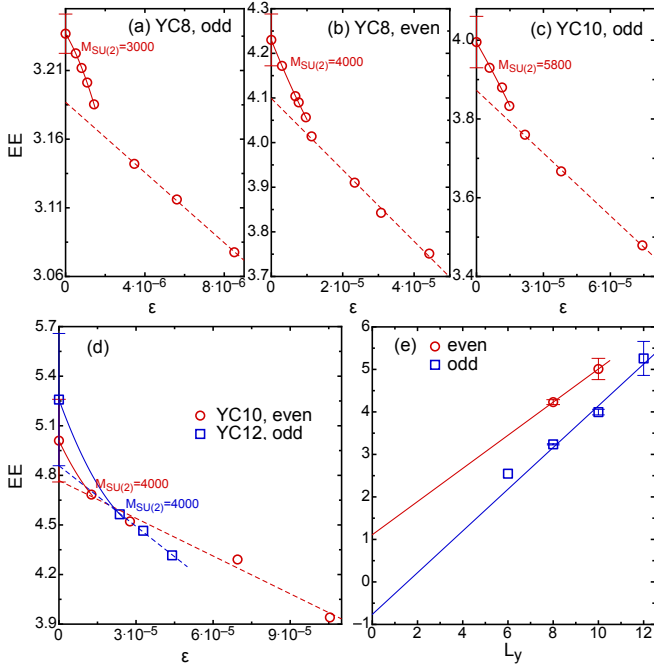 (a) YC8, odd
M_SU(2)=3000
3.21
3.16
3.11
3.06
EE
0
4·10⁻⁶
8·10⁻⁶
ε
(b) YC8, even
M_SU(2)=4000
4.3
4.2
4.1
4.0
3.9
3.8
3.7
0
2·10⁻⁵
4·10⁻⁵
ε
(c) YC10, odd
M_SU(2)=5800
4.0
3.8
3.6
3.4
0
3·10⁻⁵
6·10⁻⁵
ε
(d)
YC10, even
YC12, odd
M_SU(2)=4000
M_SU(2)=4000
5.7
5.4
5.1
4.8
4.5
4.2
3.9
EE
0
3·10⁻⁵
6·10⁻⁵
9·10⁻⁵
ε
(e)
even
odd
6
5
4
3
2
1
0
−1
0
2
4
6
8
10
12
L_y